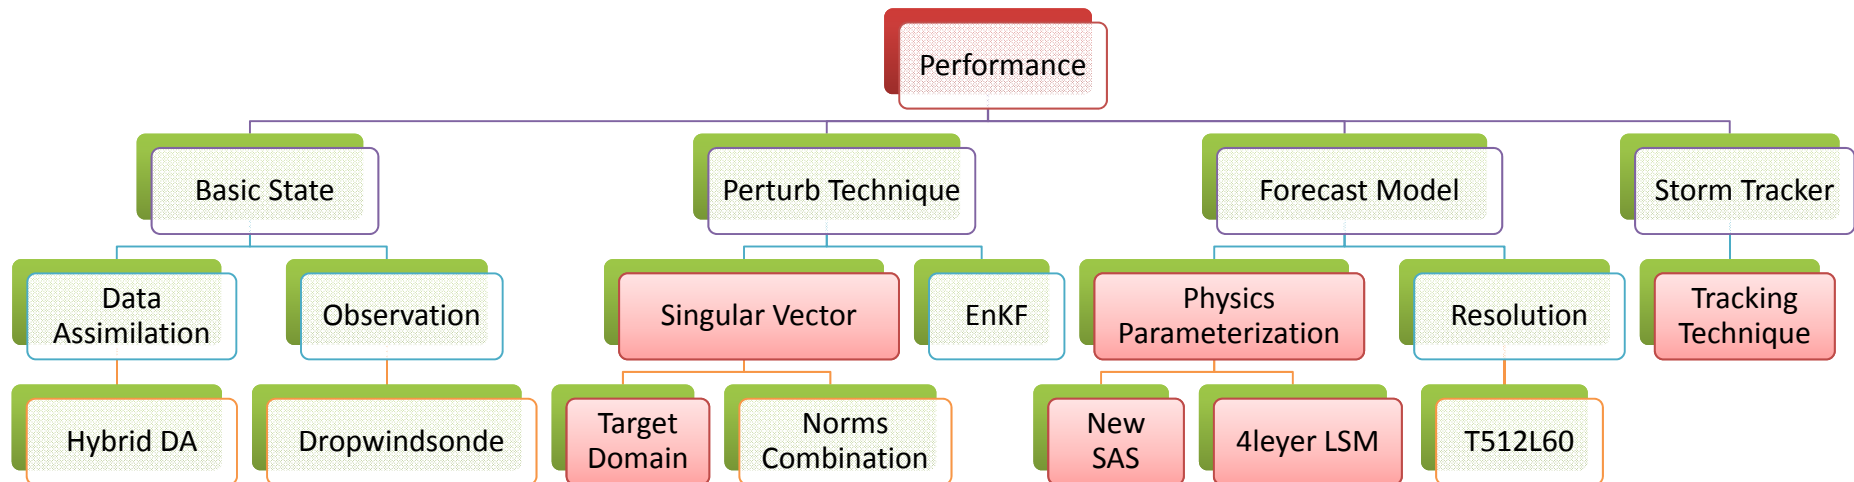 Performance
Basic State
Perturb Technique
Forecast Model
Storm Tracker
Data
Assimilation
Observation
Singular Vector
EnKF
Physics
Parameterization
Resolution
Tracking
Technique
Hybrid DA
Dropwindsonde
Target
Domain
Norms
Combination
New
SAS
4leyer LSM
T512L60